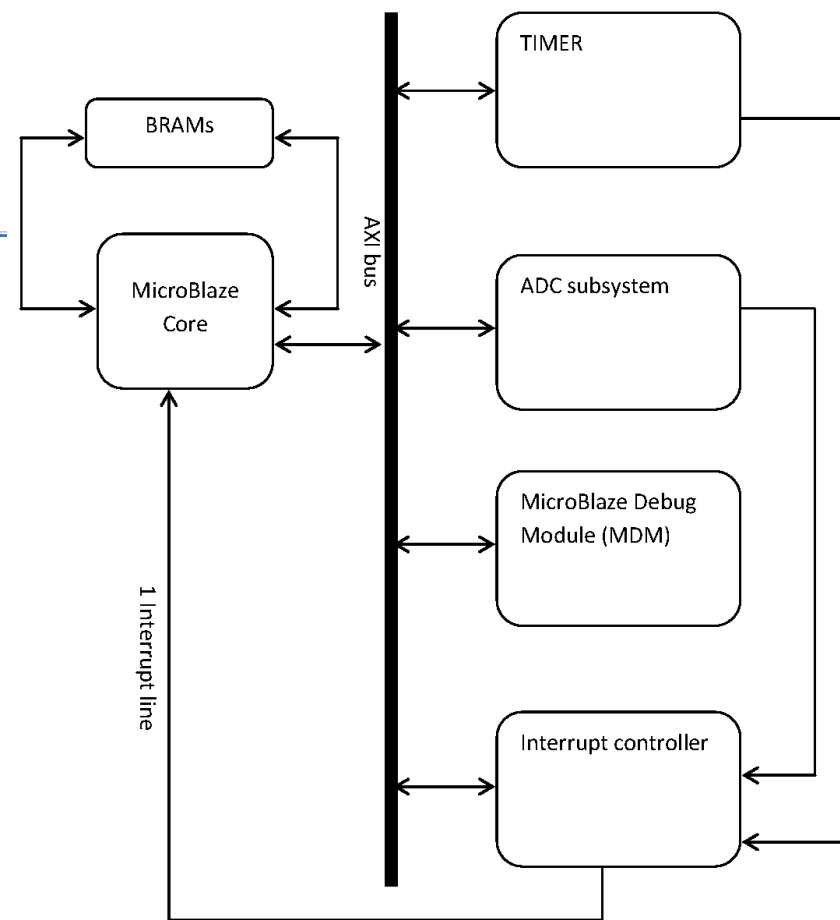 TIMER
BRAMs
AXI bus
MicroBlaze
Core
ADC subsystem
MicroBlaze Debug
Module (MDM)
1 Interrupt line
Interrupt controller